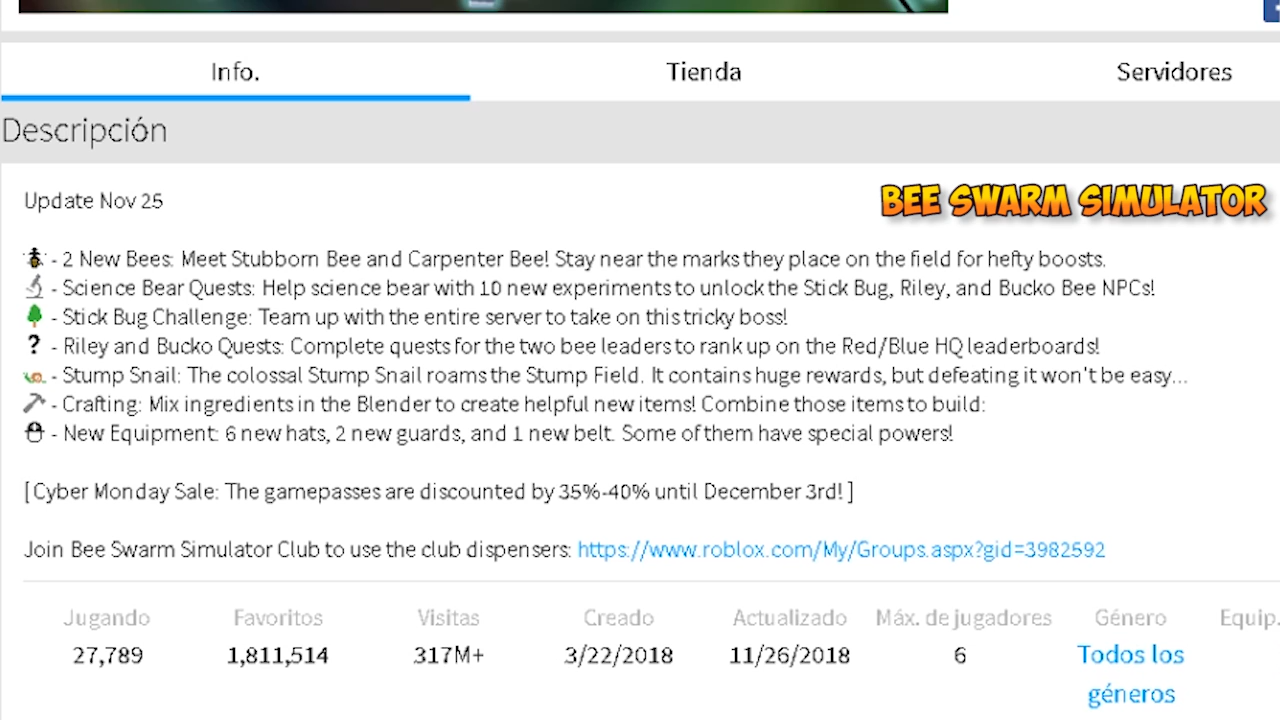 Info. Tienda Servidores
Descripción
Update Nov 25
BEE SWARM SIMULATOR
- 2 New Bees: Meet Stubborn Bee and Carpenter Bee! Stay near the marks they place on the field for hefty boosts.
- Science Bear Quests: Help science bear with 10 new experiments to unlock the Stick Bug, Riley, and Bucko Bee NPCs!
- Stick Bug Challenge: Team up with the entire server to take on this tricky boss!
? - Riley and Bucko Quests: Complete quests for the two bee leaders to rank up on the Red/Blue HQ leaderboards!
- Stump Snail: The colossal Stump Snail roams the Stump Field. It contains huge rewards, but defeating it won't be easy...
- Crafting: Mix ingredients in the Blender to create helpful new items! Combine those items to build:
- New Equipment: 6 new hats, 2 new guards, and 1 new belt. Some of them have special powers!
[ Cyber Monday Sale: The gamepasses are discounted by 35%-40% until December 3rd! ]
Join Bee Swarm Simulator Club to use the club dispensers: https://www.roblox.com/My/Groups.aspx?gid=3982592
Jugando Favoritos Visitas Creado Actualizado Máx. de jugadores Género Equip.
27,789 1,811,514 317M+ 3/22/2018 11/26/2018 6 Todos los
géneros